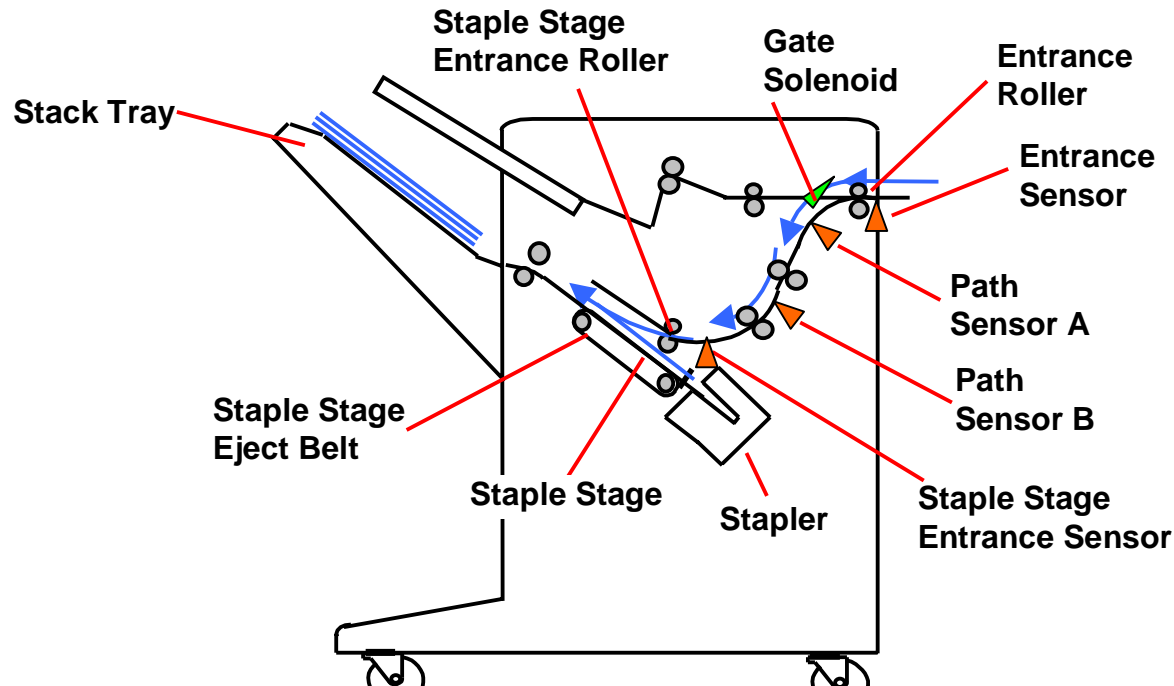 Staple Stage
Entrance Roller
Gate
Solenoid
Entrance
Roller
Stack Tray
Entrance
Sensor
Path
Sensor A
Path
Sensor B
Staple Stage
Eject Belt
Staple Stage
Stapler
Staple Stage
Entrance Sensor